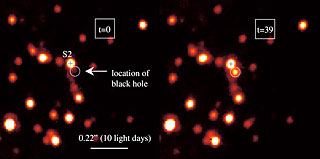 t=0
S2
location of
black hole
0.22" (10 light days)
t=39